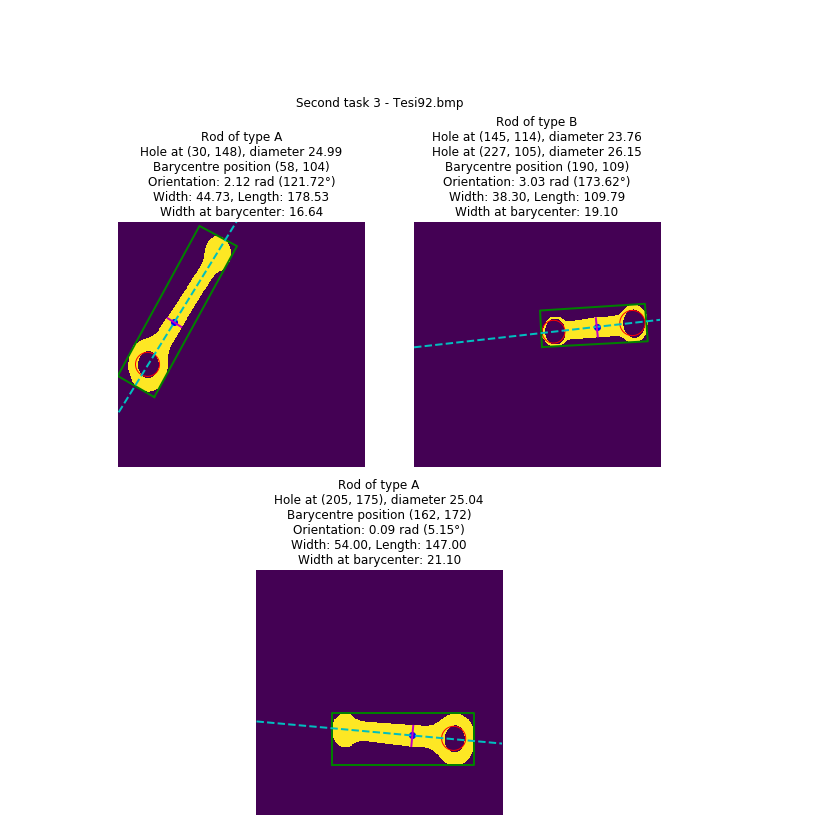 Second task 3 - Tesi92.bmp
Rod of type A
Hole at (30, 148), diameter 24.99
Barycentre position (58, 104)
Orientation: 2.12 rad (121.72°)
Width: 44.73, Length: 178.53
Width at barycenter: 16.64
Rod of type B
Hole at (145, 114), diameter 23.76
Hole at (227, 105), diameter 26.15
Barycentre position (190, 109)
Orientation: 3.03 rad (173.62°)
Width: 38.30, Length: 109.79
Width at barycenter: 19.10
Rod of type A
Hole at (205, 175), diameter 25.04
Barycentre position (162, 172)
Orientation: 0.09 rad (5.15°)
Width: 54.00, Length: 147.00
Width at barycenter: 21.10